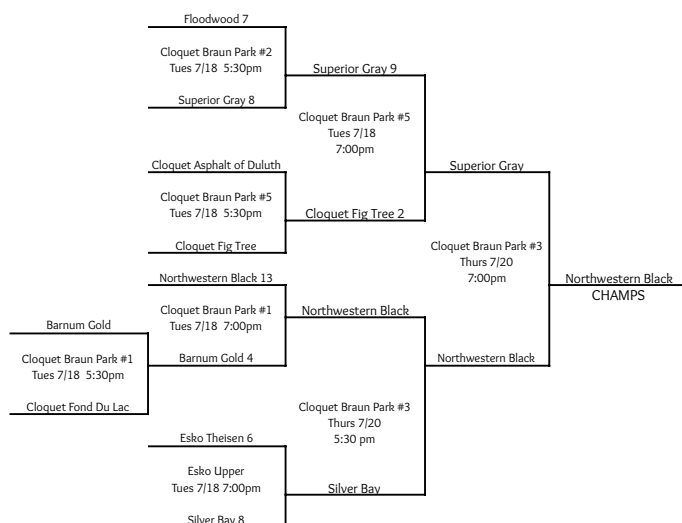 Floodwood 7
Cloquet Braun Park #2
Tues 7/18 5:30pm
Superior Gray 9
Superior Gray 8
Cloquet Braun Park #5
Tues 7/18
7:00pm
Cloquet Asphalt of Duluth
Superior Gray
Cloquet Braun Park #5
Tues 7/18 5:30pm
Cloquet Fig Tree 2
Cloquet Fig Tree
Cloquet Braun Park #3
Thurs 7/20
7:00pm
Northwestern Black 13
Northwestern Black
CHAMPS
Cloquet Braun Park #1
Tues 7/18 7:00pm
Northwestern Black
Barnum Gold
Cloquet Braun Park #1
Tues 7/18 5:30pm
Barnum Gold 4
Northwestern Black
Cloquet Fond Du Lac
Cloquet Braun Park #3
Thurs 7/20
5:30 pm
Esko Theisen 6
Esko Upper
Tues 7/18 7:00pm
Silver Bay
Silver Bay 8